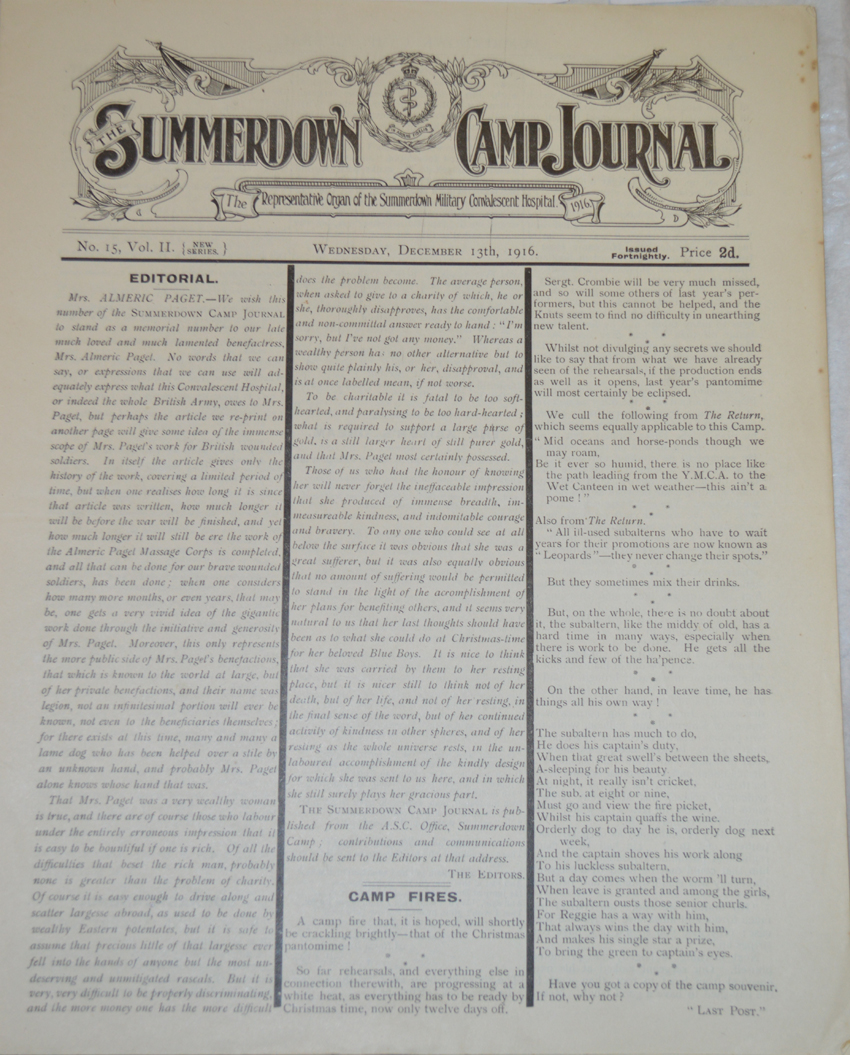 THE SUMMERDOWN CAMP JOURNAL
The Representative Organ of the Summerdown Military Convalescent Hospital. 1916.
No. 15, Vol. II. {NEW SERIES.}
WEDNESDAY, DECEMBER 13th, 1916.
Issued Fortnightly. Price 2d.
EDITORIAL.
Mrs. ALMERIC PAGET.—We wish this
number of the SUMMERDOWN CAMP JOURNAL
to stand as a memorial number to our late
much loved and much lamented benefactress,
Mrs. Almeric Paget. No words that we can
say, or expressions that we can use will ad-
equately express what this Convalescent Hospital,
or indeed the whole British Army, owes to Mrs.
Paget, but perhaps the article we re-print on
another page will give some idea of the immense
scope of Mrs. Paget's work for British wounded
soldiers. In itself the article gives only the
history of the work, covering a limited period of
time, but when one realises how long it is since
that article was written, how much longer it
will be before the war will be finished, and yet
how much longer it will still be ere the work of
the Almeric Paget Massage Corps is completed,
and all that can be done for our brave wounded
soldiers, has been done; when one considers
how many more months, or even years, that may
be, one gets a very vivid idea of the gigantic
work done through the initiative and generosity
of Mrs. Paget. Moreover, this only represents
the more public side of Mrs. Paget's benefactions,
that which is known to the world at large, but
of her private benefactions, and their name was
legion, not an infinitesimal portion will ever be
known, not even to the beneficiaries themselves;
for there exists at this time, many and many a
lame dog who has been helped over a stile by
an unknown hand, and probably Mrs. Paget
alone knows whose hand that was.
That Mrs. Paget was a very wealthy woman
is true, and there are of course those who labour
under the entirely erroneous impression that it
is easy to be bountiful if one is rich. Of all the
difficulties that beset the rich man, probably
none is greater than the problem of charity.
Of course it is easy enough to drive along and
scatter largesse abroad, as used to be done by
wealthy Eastern potentates, but it is safe to
assume that precious little of that largesse ever
fell into the hands of anyone but the most un-
deserving and unmitigated rascals. But it is
very, very difficult to be properly discriminating,
and the more money one has the more difficult
does the problem become. The average person,
when asked to give to a charity of which, he or
she, thoroughly disapproves, has the comfortable
and non-committal answer ready to hand: "I'm
sorry, but I've not got any money." Whereas a
wealthy person has no other alternative but to
show quite plainly his, or her, disapproval, and
is at once labelled mean, if not worse.
To be charitable it is fatal to be too soft-
hearted, and paralysing to be too hard-hearted;
what is required to support a large purse of
gold, is a still larger heart of still purer gold,
and that Mrs. Paget most certainly possessed.
Those of us who had the honour of knowing
her will never forget the ineffaceable impression
that she produced of immense breadth, im-
measureable kindness, and indomitable courage
and bravery. To any one who could see at all
below the surface it was obvious that she was a
great sufferer, but it was also equally obvious
that no amount of suffering would be permitted
to stand in the light of the accomplishment of
her plans for benefiting others, and it seems very
natural to us that her last thoughts should have
been as to what she could do at Christmas-time
for her beloved Blue Boys. It is nice to think
that she was carried by them to her resting
place, but it is nicer still to think not of her
death, but of her life, and not of her resting, in
the final sense of the word, but of her continued
activity of kindness in other spheres, and of her
resting as the whole universe rests, in the un-
laboured accomplishment of the kindly design
for which she was sent to us here, and in which
she still surely plays her gracious part.
THE SUMMERDOWN CAMP JOURNAL is pub-
lished from the A.S.C. Office, Summerdown
Camp; contributions and communications
should be sent to the Editors at that address.
THE EDITORS.
CAMP FIRES.
A camp fire that, it is hoped, will shortly
be crackling brightly—that of the Christmas
pantomime!
* * *
So far rehearsals, and everything else in
connection therewith, are progressing at a
white heat, as everything has to be ready by
Christmas time, now only twelve days off.
Sergt. Crombie will be very much missed,
and so will some others of last year's per-
formers, but this cannot be helped, and the
Knuts seem to find no difficulty in unearthing
new talent.
* * *
Whilst not divulging any secrets we should
like to say that from what we have already
seen of the rehearsals, if the production ends
as well as it opens, last year's pantomime
will most certainly be eclipsed.
* * *
We cull the following from The Return,
which seems equally applicable to this Camp.
"Mid oceans and horse-ponds though we
may roam,
Be it ever so humid, there is no place like
the path leading from the Y.M.C.A. to the
Wet Canteen in wet weather—this ain't a
pome!"
* * *
Also from The Return.
"All ill-used subalterns who have to wait
years for their promotions are now known as
"Leopards"—they never change their spots."
* * *
But they sometimes mix their drinks.
* * *
But, on the whole, there is no doubt about
it, the subaltern, like the middy of old, has a
hard time in many ways, especially when
there is work to be done. He gets all the
kicks and few of the ha'pence.
* * *
On the other hand, in leave time, he has
things all his own way!
* * *
The subaltern has much to do,
He does his captain's duty,
When that great swell's between the sheets,
A-sleeping for his beauty
At night, it really isn't cricket,
The sub. at eight or nine,
Must go and view the fire picket,
Whilst his captain quaffs the wine.
Orderly dog to day he is, orderly dog next
week,
And the captain shoves his work along
To his luckless subaltern,
But a day comes when the worm 'll turn,
When leave is granted and among the girls,
The subaltern ousts those senior churls.
For Reggie has a way with him,
That always wins the day with him,
And makes his single star a prize,
To bring the green to captain's eyes.
* * *
Have you got a copy of the camp souvenir,
If not, why not?
"LAST POST."